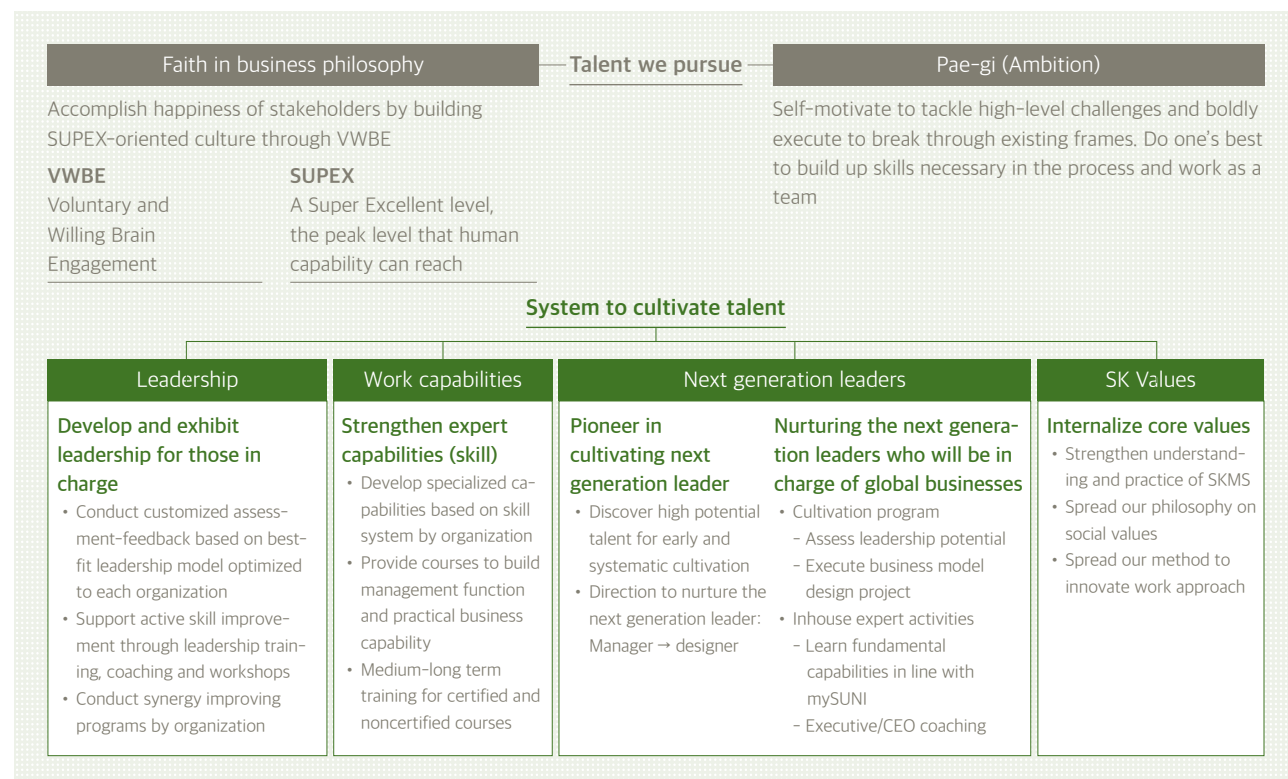 Faith in business philosophy
Talent we pursue
Pae-gi (Ambition)
Accomplish happiness of stakeholders by building
SUPEX-oriented culture through VWBE
VWBE
Voluntary and
Willing Brain
Engagement
SUPEX
A Super Excellent level,
the peak level that human
capability can reach
Self-motivate to tackle high-level challenges and boldly
execute to break through existing frames. Do one's best
to build up skills necessary in the process and work as a
team
System to cultivate talent
Leadership
Develop and exhibit
leadership for those in
charge
• Conduct customized assess-
ment-feedback based on best-
fit leadership model optimized
to each organization
• Support active skill improve-
ment through leadership train-
ing, coaching and workshops
• Conduct synergy improving
programs by organization
Work capabilities
Strengthen expert
capabilities (skill)
• Develop specialized ca-
pabilities based on skill
system by organization
• Provide courses to build
management function
and practical business
capability
• Medium-long term
training for certified and
noncertified courses
Next generation leaders
Pioneer in
cultivating next
generation leader
• Discover high potential
talent for early and
systematic cultivation
• Direction to nurture the
next generation leader:
Manager → designer
Nurturing the next genera-
tion leaders who will be in
charge of global businesses
• Cultivation program
- Assess leadership potential
- Execute business model
design project
• Inhouse expert activities
- Learn fundamental
capabilities in line with
mySUNI
- Executive/CEO coaching
SK Values
Internalize core values
• Strengthen understand-
ing and practice of SKMS
• Spread our philosophy on
social values
• Spread our method to
innovate work approach